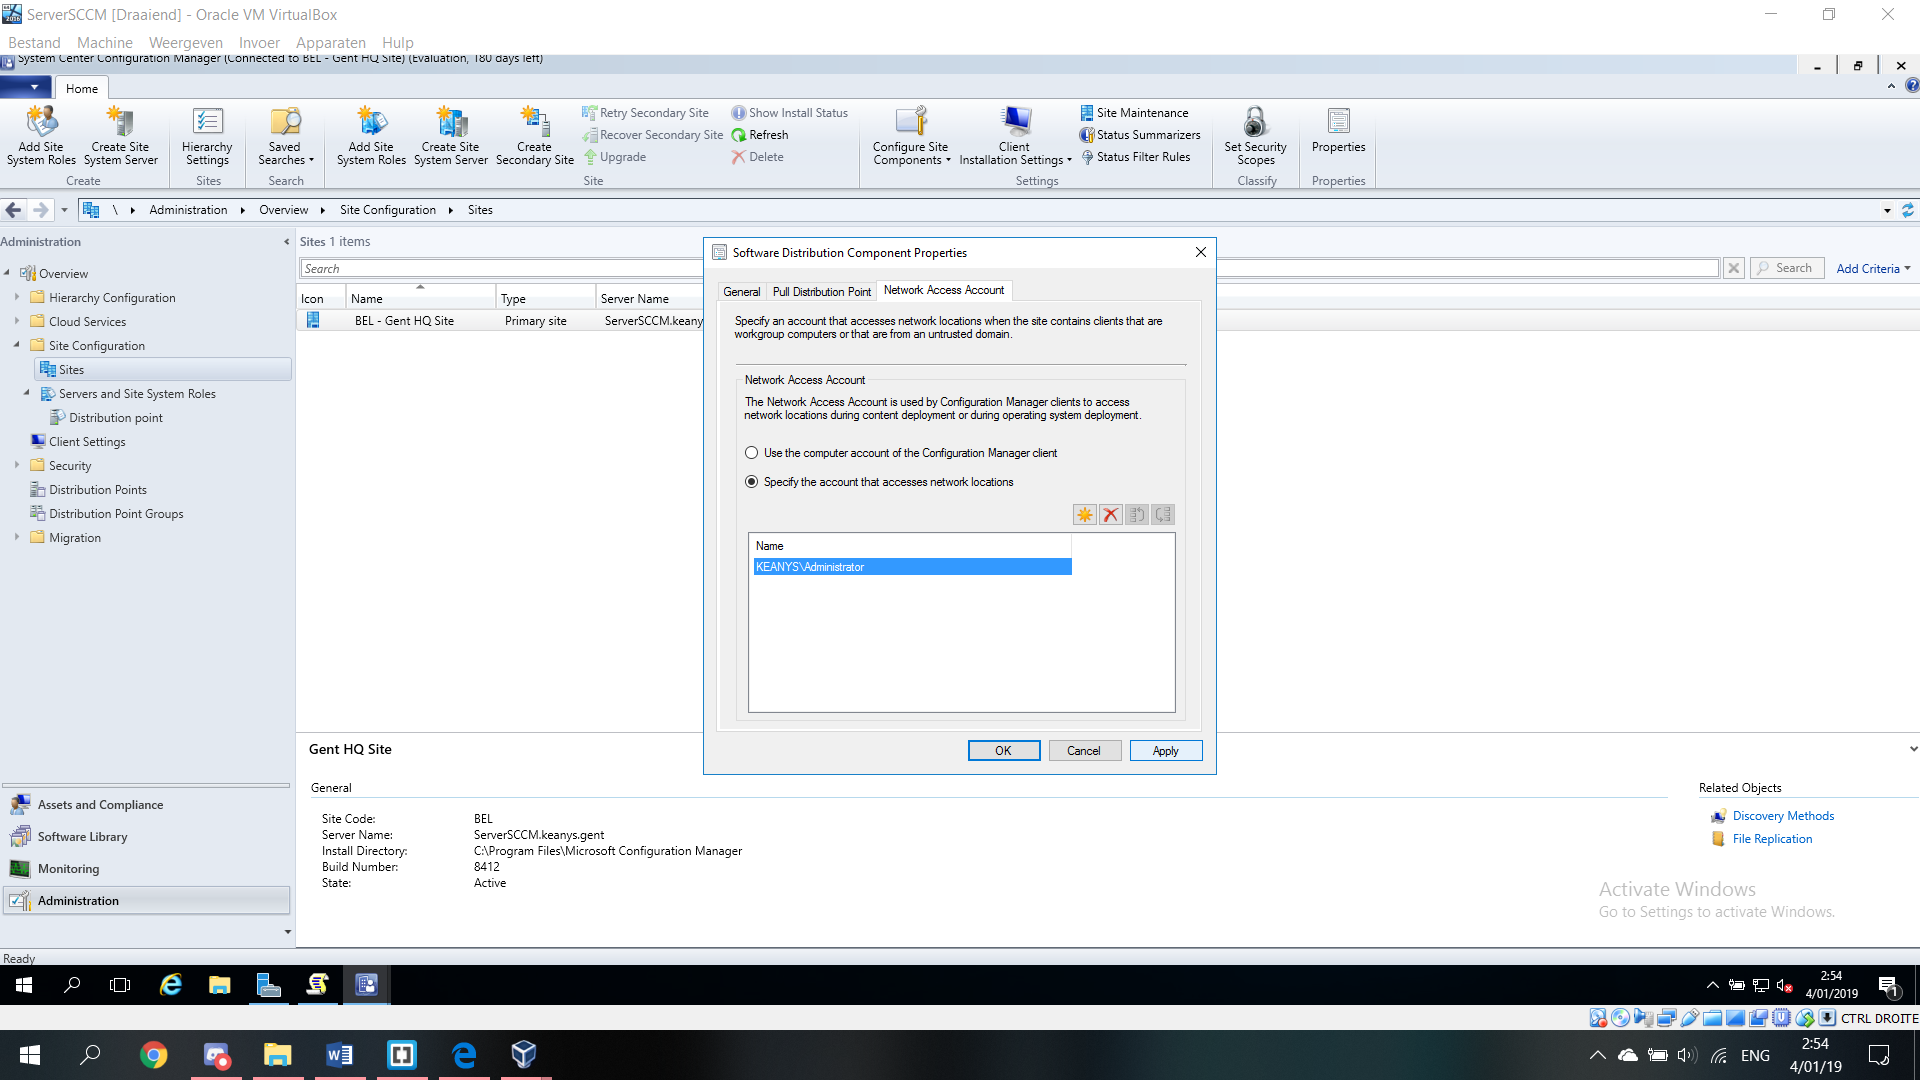 ServerSCCM [Draaiend] - Oracle VM VirtualBox
Bestand Machine Weergeven Invoer Apparaten Hulp
System Center Configuration Manager (Connected to BEL - Gent HQ Site) (Evaluation, 180 days left)
Home
Add Site System Roles
Create Site System Server
Create
Hierarchy Settings
Sites
Saved Searches
Search
Add Site System Roles
Create Site System Server
Create Secondary Site
Retry Secondary Site
Recover Secondary Site
Upgrade
Show Install Status
Refresh
Delete
Site
Configure Site Components
Client Installation Settings
Site Maintenance
Status Summarizers
Status Filter Rules
Settings
Set Security Scopes
Classify
Properties
Properties
\ Administration Overview Site Configuration Sites
Administration
Overview
Hierarchy Configuration
Cloud Services
Site Configuration
Sites
Servers and Site System Roles
Distribution point
Client Settings
Security
Distribution Points
Distribution Point Groups
Migration
Assets and Compliance
Software Library
Monitoring
Administration
Ready
Sites 1 items
Search
Search
Add Criteria
Icon Name Type Server Name
BEL - Gent HQ Site Primary site ServerSCCM.keany
Software Distribution Component Properties
General Pull Distribution Point Network Access Account
Specify an account that accesses network locations when the site contains clients that are
workgroup computers or that are from an untrusted domain.
Network Access Account
The Network Access Account is used by Configuration Manager clients to access
network locations during content deployment or during operating system deployment.
Use the computer account of the Configuration Manager client
Specify the account that accesses network locations
Name
KEANYS\Administrator
OK Cancel Apply
Gent HQ Site
General
Site Code: BEL
Server Name: ServerSCCM.keanys.gent
Install Directory: C:\Program Files\Microsoft Configuration Manager
Build Number: 8412
State: Active
Related Objects
Discovery Methods
File Replication
Activate Windows
Go to Settings to activate Windows.
2:54
4/01/2019
1
CTRL DROITE
ENG
2:54
4/01/19